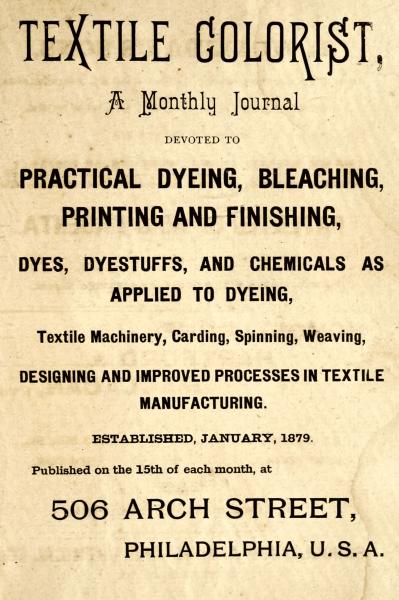 TEXTILE COLORIST,
A Monthly Journal
DEVOTED TO
PRACTICAL DYEING, BLEACHING,
PRINTING AND FINISHING,
DYES, DYESTUFFS, AND CHEMICALS AS
APPLIED TO DYEING,
Textile Machinery, Carding, Spinning, Weaving,
DESIGNING AND IMPROVED PROCESSES IN TEXTILE
MANUFACTURING.
ESTABLISHED, JANUARY, 1879.
Published on the 15th of each month, at
506 ARCH STREET,
PHILADELPHIA, U. S. A.